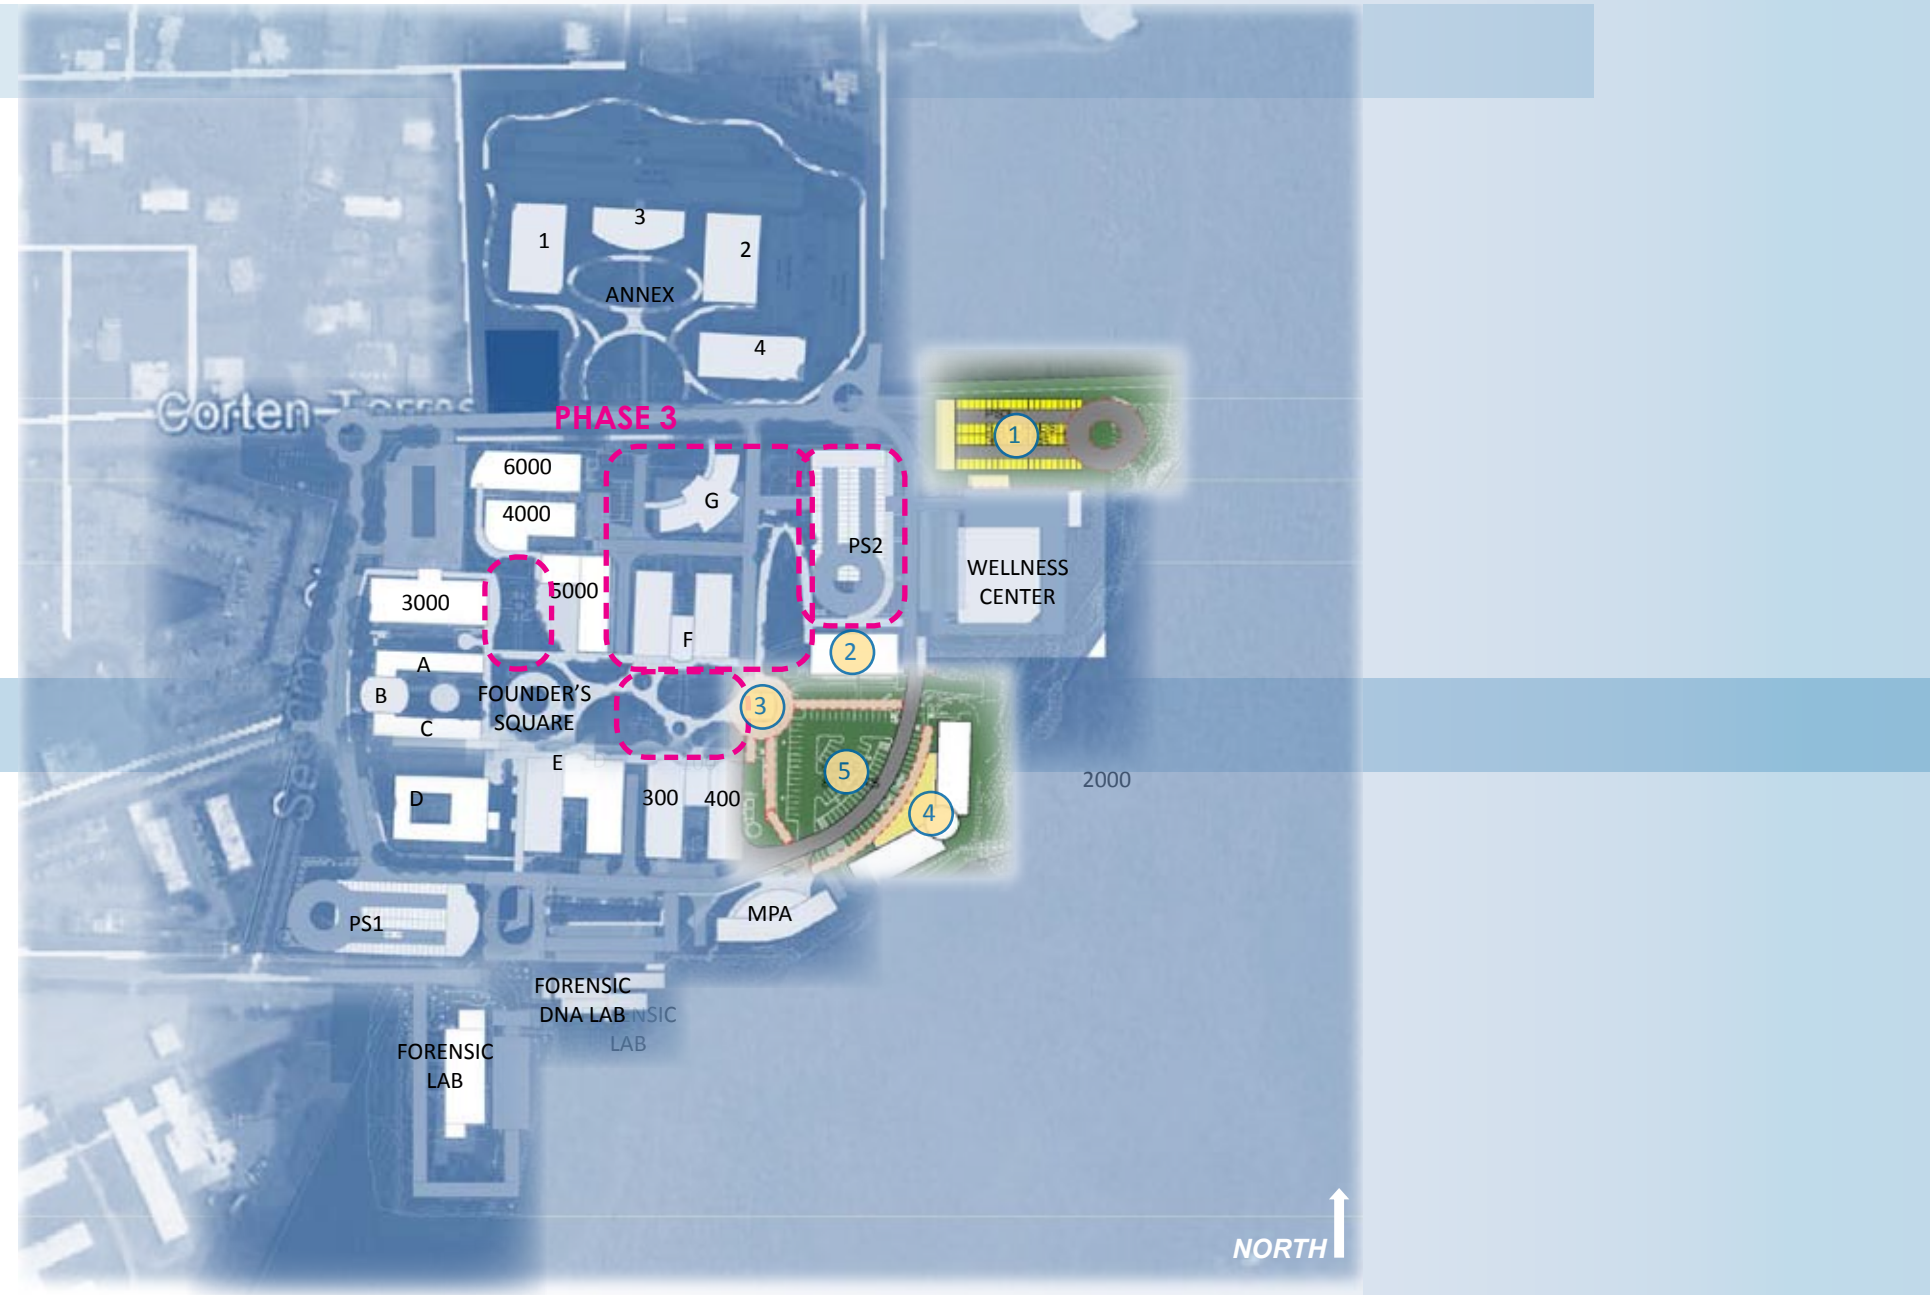 3
1
2
ANNEX
4
Corten-Torres
PHASE 3
1
6000
G
4000
PS2
WELLNESS
CENTER
5000
3000
F
2
A
B
FOUNDER'S
SQUARE
3
C
E
5
2000
D
300
400
4
MPA
PS1
FORENSIC
DNA LAB
NSIC
LAB
FORENSIC
LAB
NORTH